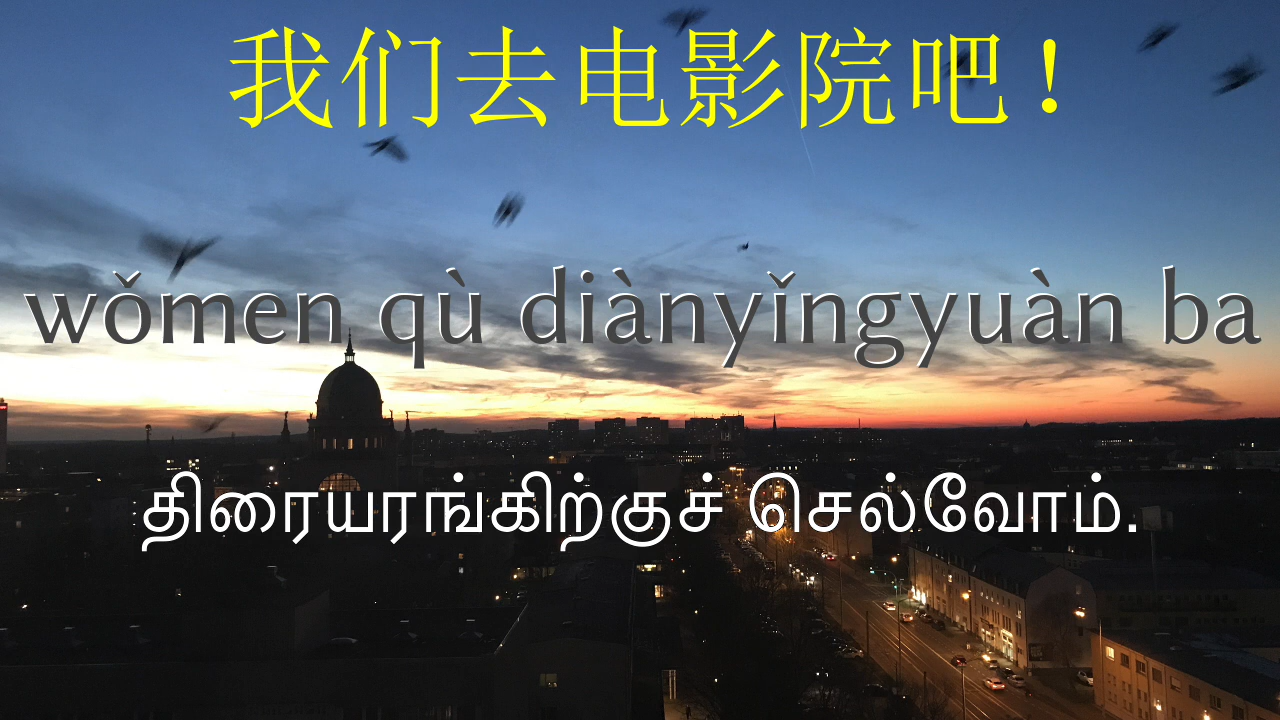 我们去电影院吧！
wǒmen qù diànyǐngyuàn ba
திரையரங்கிற்குச் செல்வோம்.